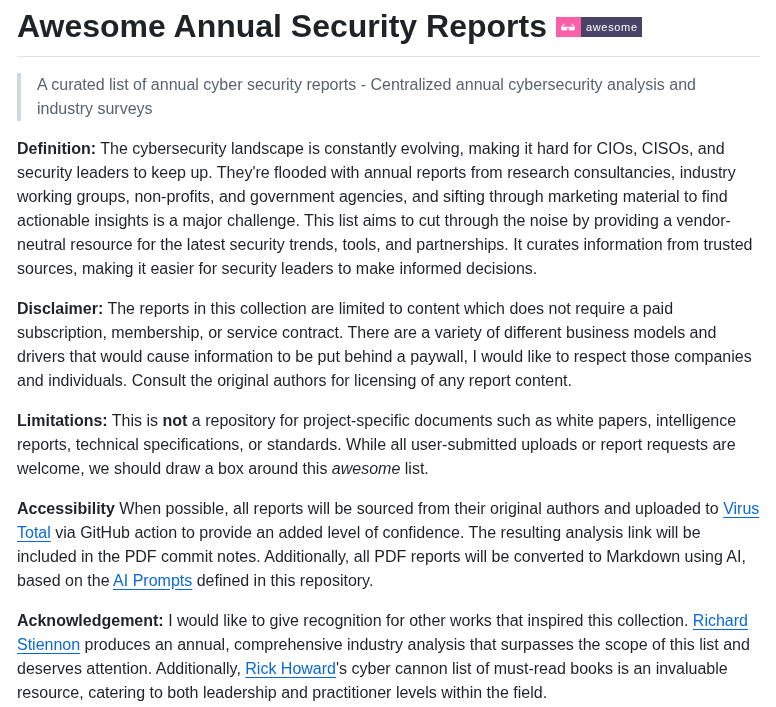 Awesome Annual Security Reports awesome
A curated list of annual cyber security reports - Centralized annual cybersecurity analysis and
industry surveys
Definition: The cybersecurity landscape is constantly evolving, making it hard for CIOs, CISOs, and
security leaders to keep up. They're flooded with annual reports from research consultancies, industry
working groups, non-profits, and government agencies, and sifting through marketing material to find
actionable insights is a major challenge. This list aims to cut through the noise by providing a vendor-
neutral resource for the latest security trends, tools, and partnerships. It curates information from trusted
sources, making it easier for security leaders to make informed decisions.
Disclaimer: The reports in this collection are limited to content which does not require a paid
subscription, membership, or service contract. There are a variety of different business models and
drivers that would cause information to be put behind a paywall, I would like to respect those companies
and individuals. Consult the original authors for licensing of any report content.
Limitations: This is not a repository for project-specific documents such as white papers, intelligence
reports, technical specifications, or standards. While all user-submitted uploads or report requests are
welcome, we should draw a box around this awesome list.
Accessibility When possible, all reports will be sourced from their original authors and uploaded to Virus
Total via GitHub action to provide an added level of confidence. The resulting analysis link will be
included in the PDF commit notes. Additionally, all PDF reports will be converted to Markdown using AI,
based on the AI Prompts defined in this repository.
Acknowledgement: I would like to give recognition for other works that inspired this collection. Richard
Stiennon produces an annual, comprehensive industry analysis that surpasses the scope of this list and
deserves attention. Additionally, Rick Howard's cyber cannon list of must-read books is an invaluable
resource, catering to both leadership and practitioner levels within the field.